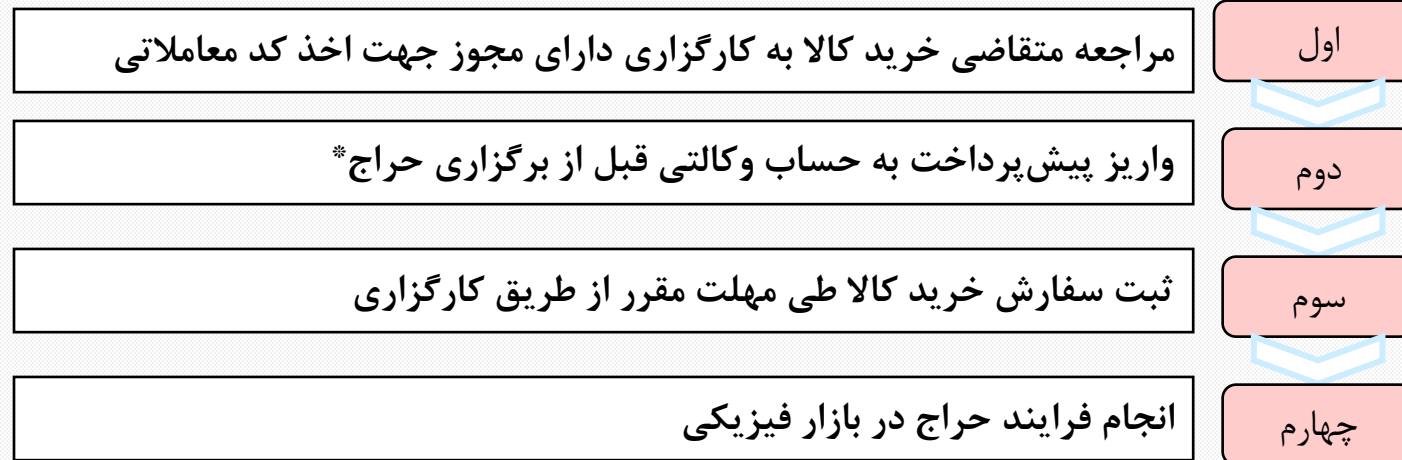 اول
مراجعه متقاضی خرید کالا به کارگزاری دارای مجوز جهت اخذ کد معاملاتی
دوم
واریز پیش‌پرداخت به حساب وکالتی قبل از برگزاری حراج*
سوم
ثبت سفارش خرید کالا طی مهلت مقرر از طریق کارگزاری
چهارم
انجام فرایند حراج در بازار فیزیکی